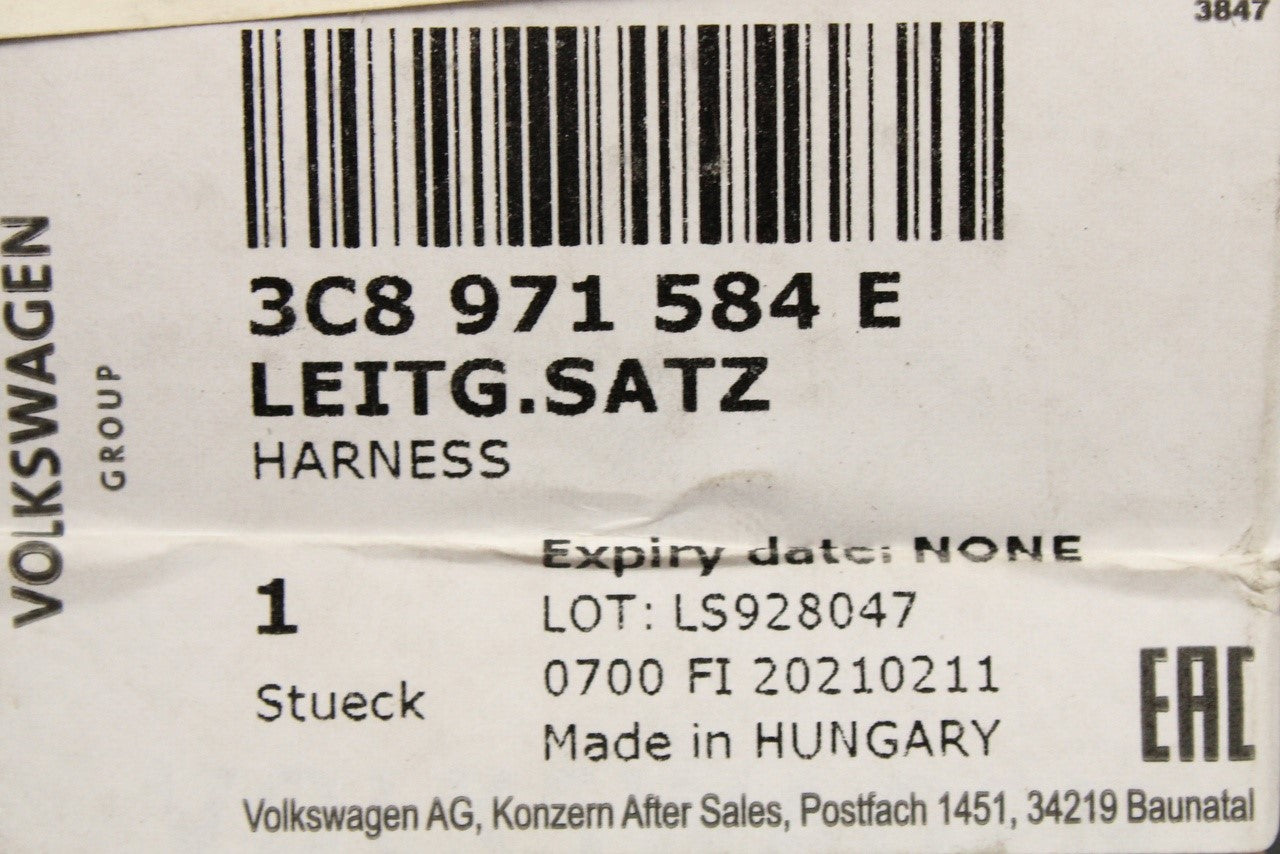 3847
3C8 971 584 E
LEITG.SATZ
HARNESS
VOLKSWAGEN
GROUP
1
Stueck
Expiry date: NONE
LOT: LS928047
0700 FI 20210211
Made in HUNGARY
EAC
Volkswagen AG, Konzern After Sales, Postfach 1451, 34219 Baunatal